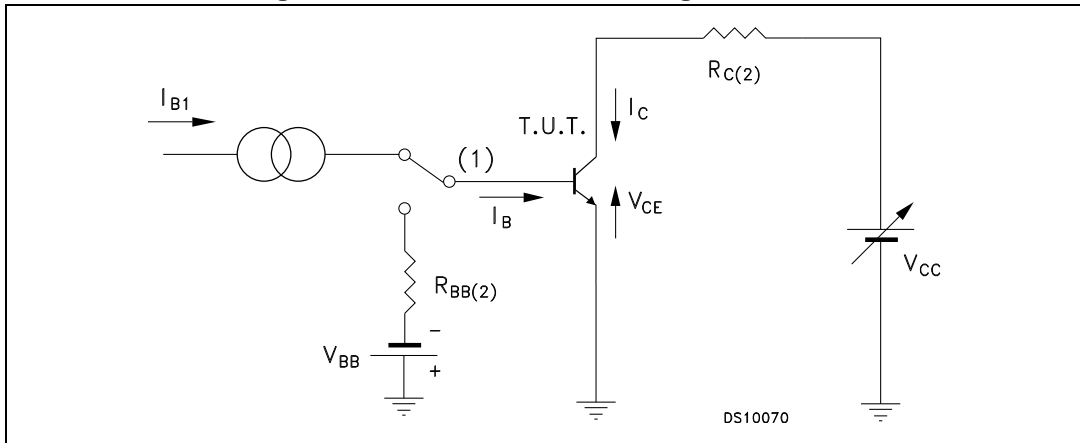 R_C(2)
I_B1
I_C
T.U.T.
(1)
V_CE
I_B
V_CC
R_BB(2)
−
V_BB
+
DS10070